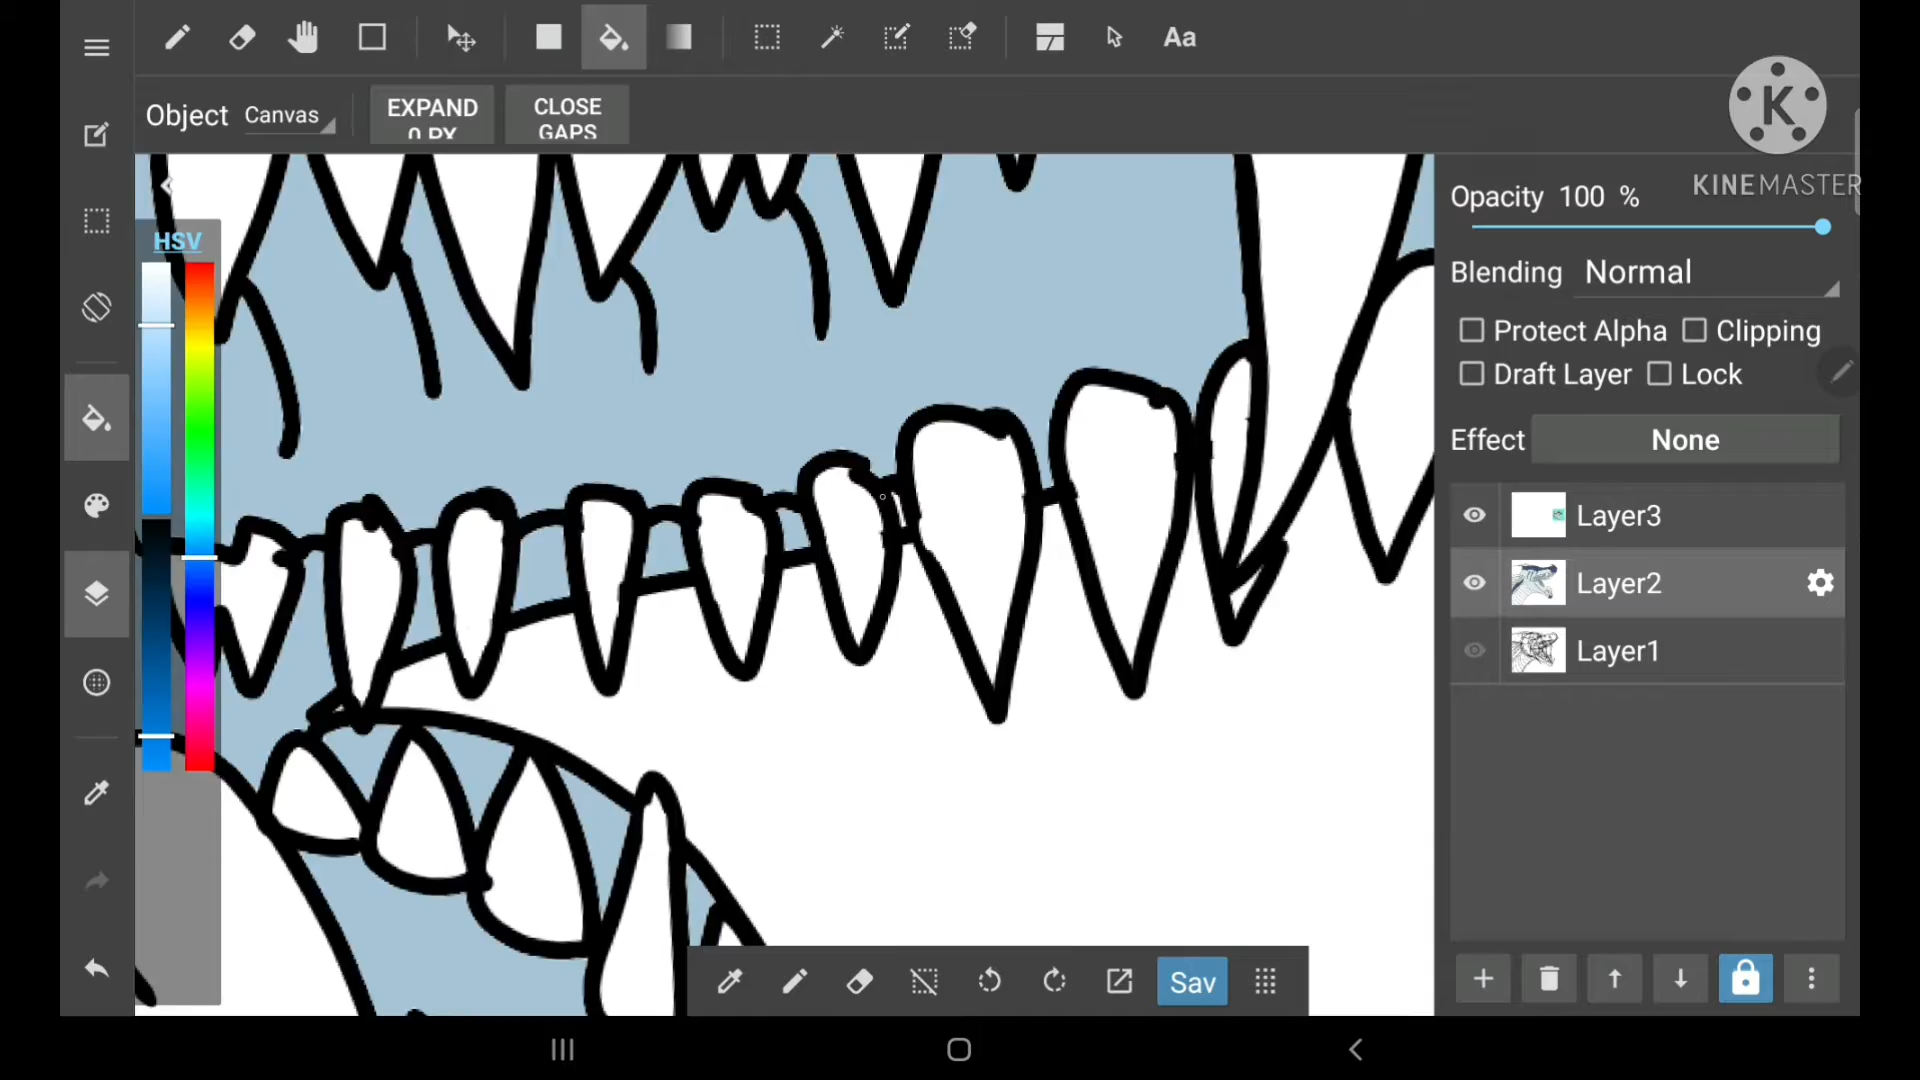 Aa
Object Canvas
EXPAND
0 PX
CLOSE
GAPS
K
KINEMASTER
HSV
Opacity 100 %
Blending Normal
Protect Alpha Clipping
Draft Layer Lock
Effect None
Layer3
Layer2
Layer1
Sav